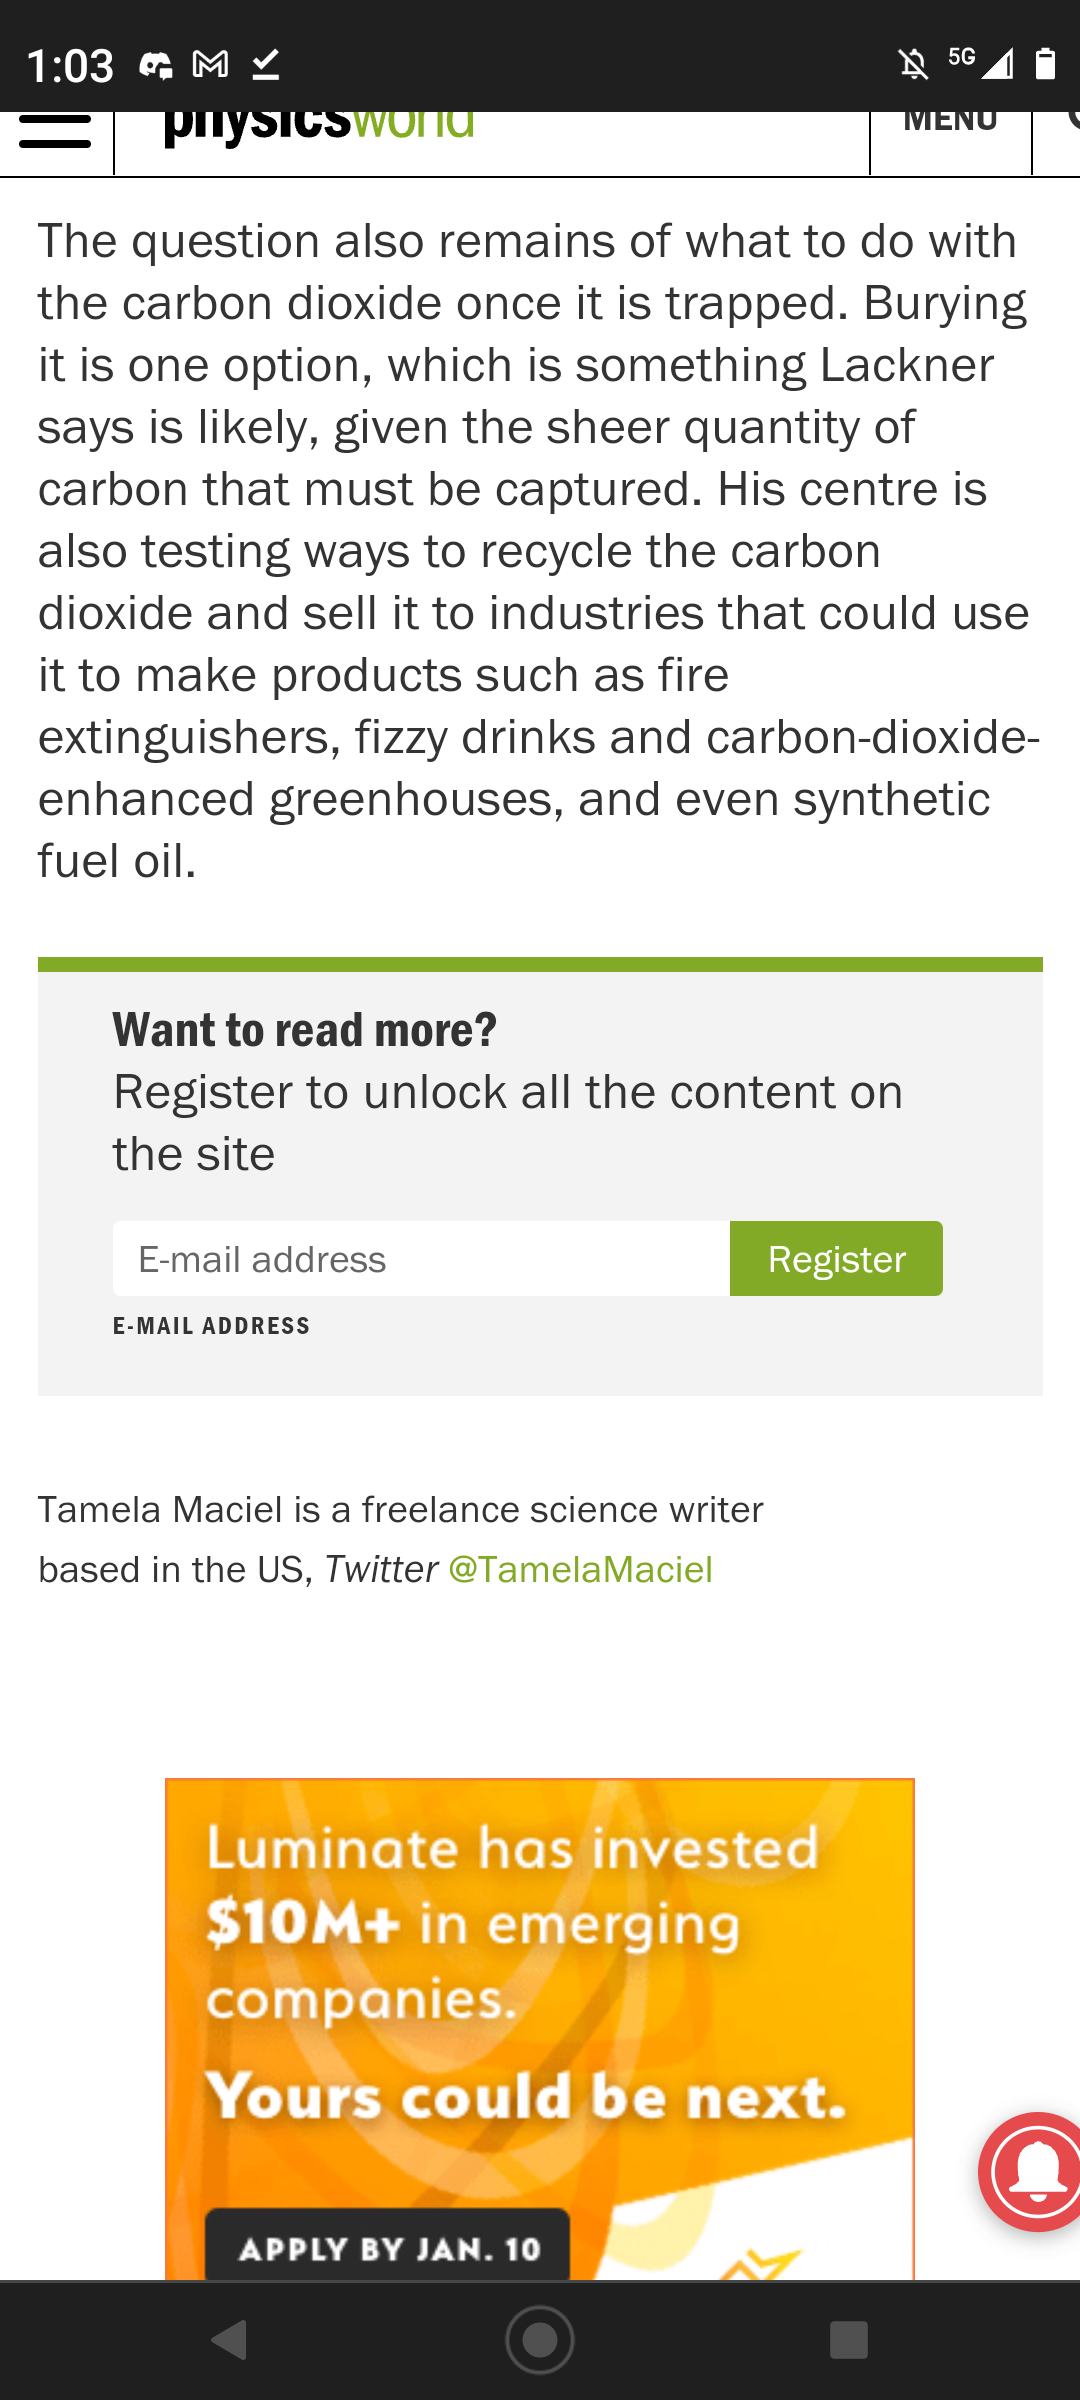 1:03
5G
physicsworld
MENU
The question also remains of what to do with
the carbon dioxide once it is trapped. Burying
it is one option, which is something Lackner
says is likely, given the sheer quantity of
carbon that must be captured. His centre is
also testing ways to recycle the carbon
dioxide and sell it to industries that could use
it to make products such as fire
extinguishers, fizzy drinks and carbon-dioxide-
enhanced greenhouses, and even synthetic
fuel oil.
Want to read more?
Register to unlock all the content on
the site
E-mail address
Register
E-MAIL ADDRESS
Tamela Maciel is a freelance science writer
based in the US, Twitter @TamelaMaciel
Luminate has invested
$10M+ in emerging
companies.
Yours could be next.
APPLY BY JAN. 10